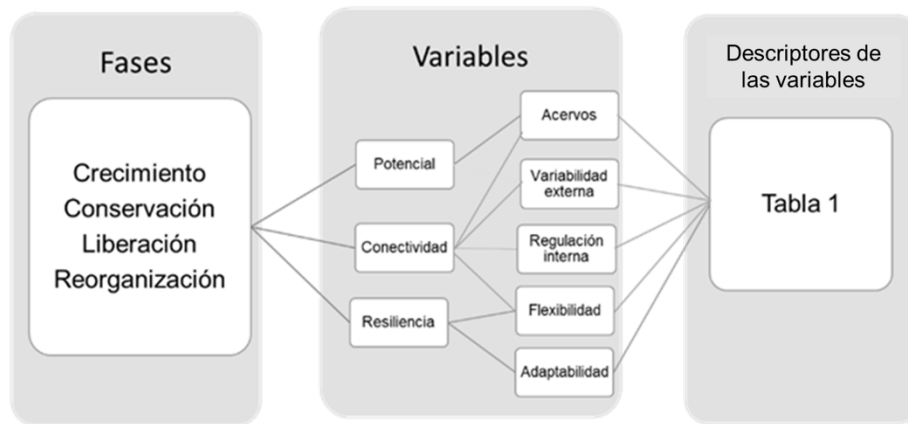 Fases
Crecimiento
Conservación
Liberación
Reorganización
Variables
Potencial
Conectividad
Resiliencia
Acervos
Variabilidad
externa
Regulación
interna
Flexibilidad
Adaptabilidad
Descriptores de
las variables
Tabla 1